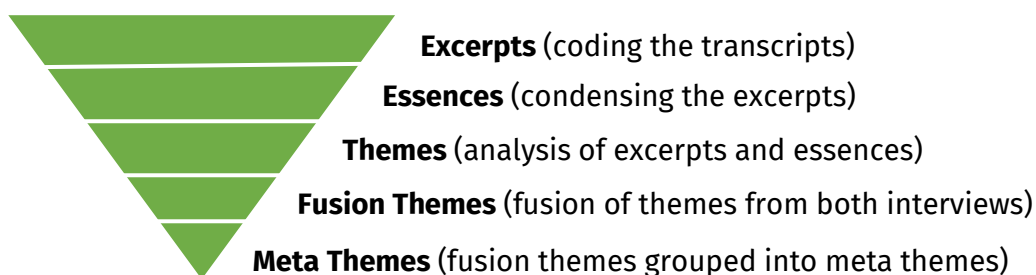 Excerpts (coding the transcripts)
Essences (condensing the excerpts)
Themes (analysis of excerpts and essences)
Fusion Themes (fusion of themes from both interviews)
Meta Themes (fusion themes grouped into meta themes)